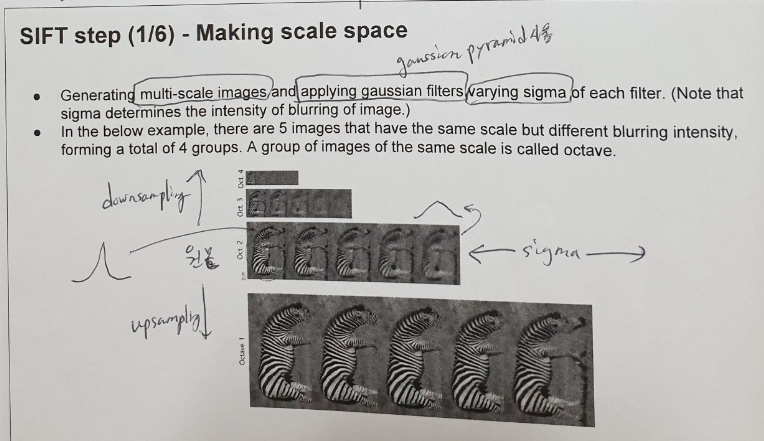 SIFT step (1/6) - Making scale space
gaussian pyramid 사용
• Generating multi-scale images and applying gaussian filters varying sigma of each filter. (Note that
sigma determines the intensity of blurring of image.)
• In the below example, there are 5 images that have the same scale but different blurring intensity,
forming a total of 4 groups. A group of images of the same scale is called octave.
downsampling
Oct. 4
Oct. 3
Oct. 2
원본
sigma
upsampling
Octave 1